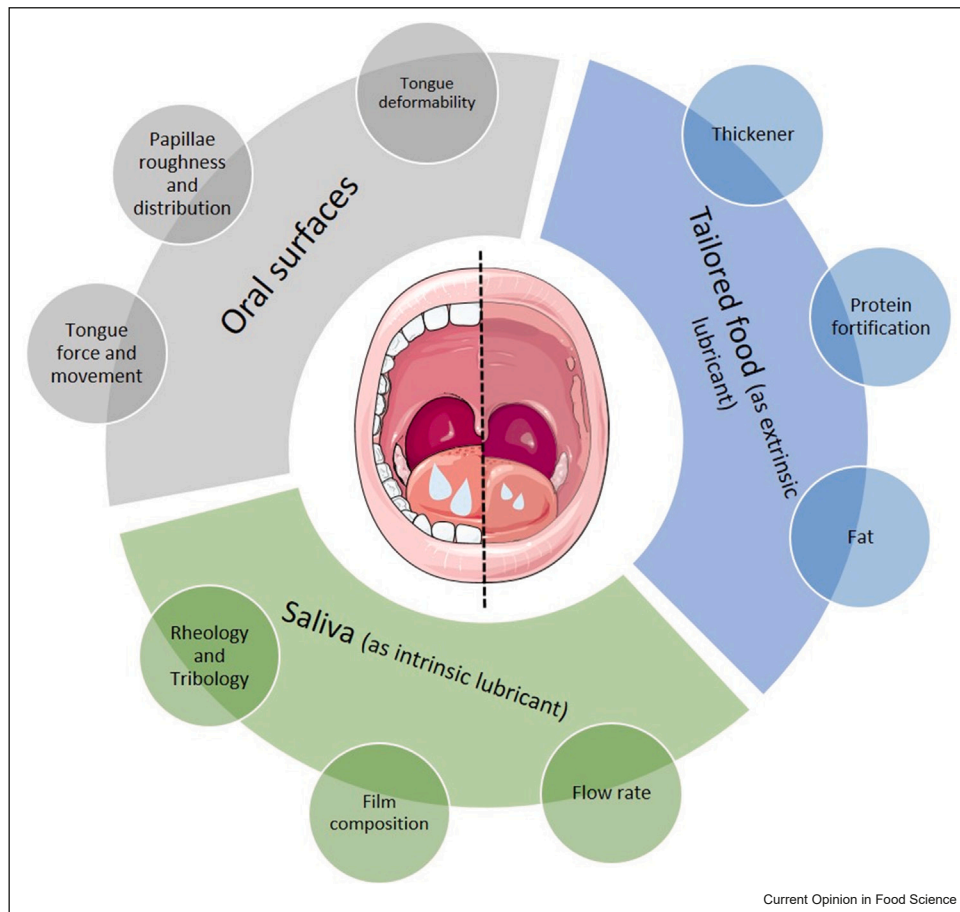 Tongue
deformability
Papillae
roughness
and
distribution
Tongue
force and
movement
Oral surfaces
Thickener
Protein
fortification
Fat
Tailored food (as extrinsic
lubricant)
Saliva (as intrinsic lubricant)
Rheology
and
Tribology
Film
composition
Flow rate
Current Opinion in Food Science